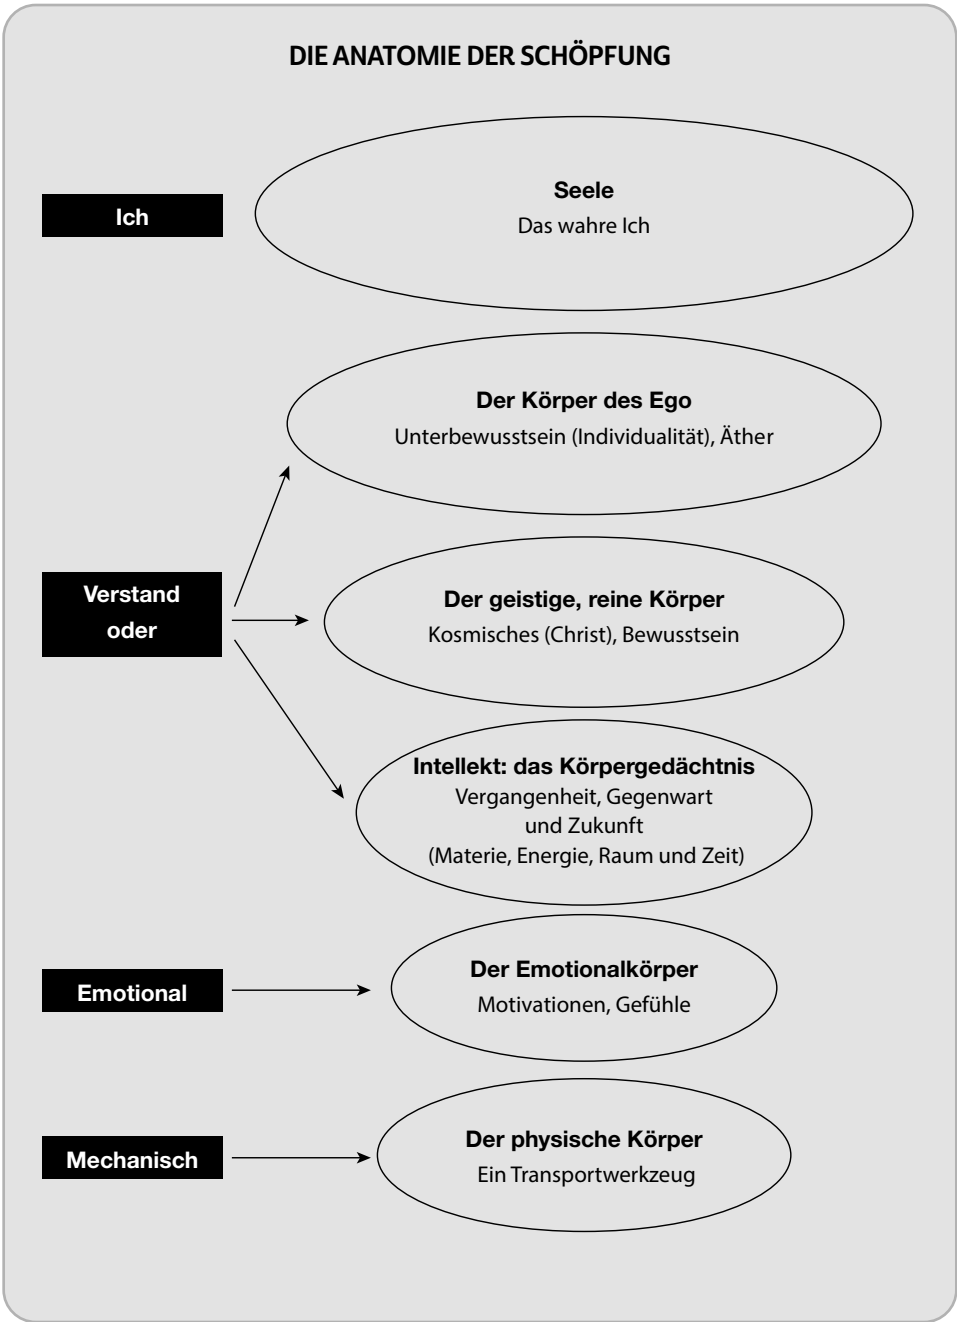 DIE ANATOMIE DER SCHÖPFUNG
Ich
Seele
Das wahre Ich
Der Körper des Ego
Unterbewusstsein (Individualität), Äther
Verstand
oder
Der geistige, reine Körper
Kosmisches (Christ), Bewusstsein
Intellekt: das Körpergedächtnis
Vergangenheit, Gegenwart
und Zukunft
(Materie, Energie, Raum und Zeit)
Emotional
Der Emotionalkörper
Motivationen, Gefühle
Mechanisch
Der physische Körper
Ein Transportwerkzeug